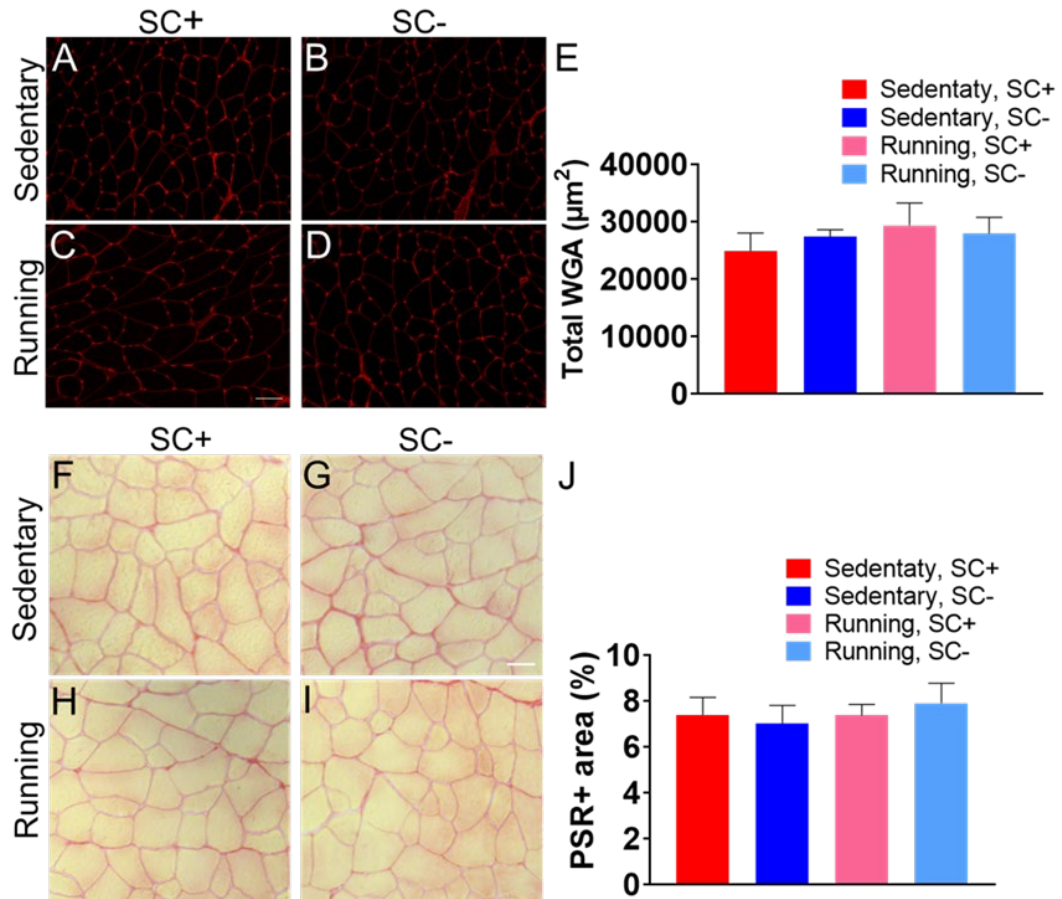 SC+ SC-
Sedentary
Running
A
B
C
D
E
Sedentaty, SC+
Sedentary, SC-
Running, SC+
Running, SC-
Total WGA (µm²)
40000
30000
20000
10000
0
SC+ SC-
Sedentary
Running
F
G
H
I
J
Sedentaty, SC+
Sedentary, SC-
Running, SC+
Running, SC-
PSR+ area (%)
10
8
6
4
2
0